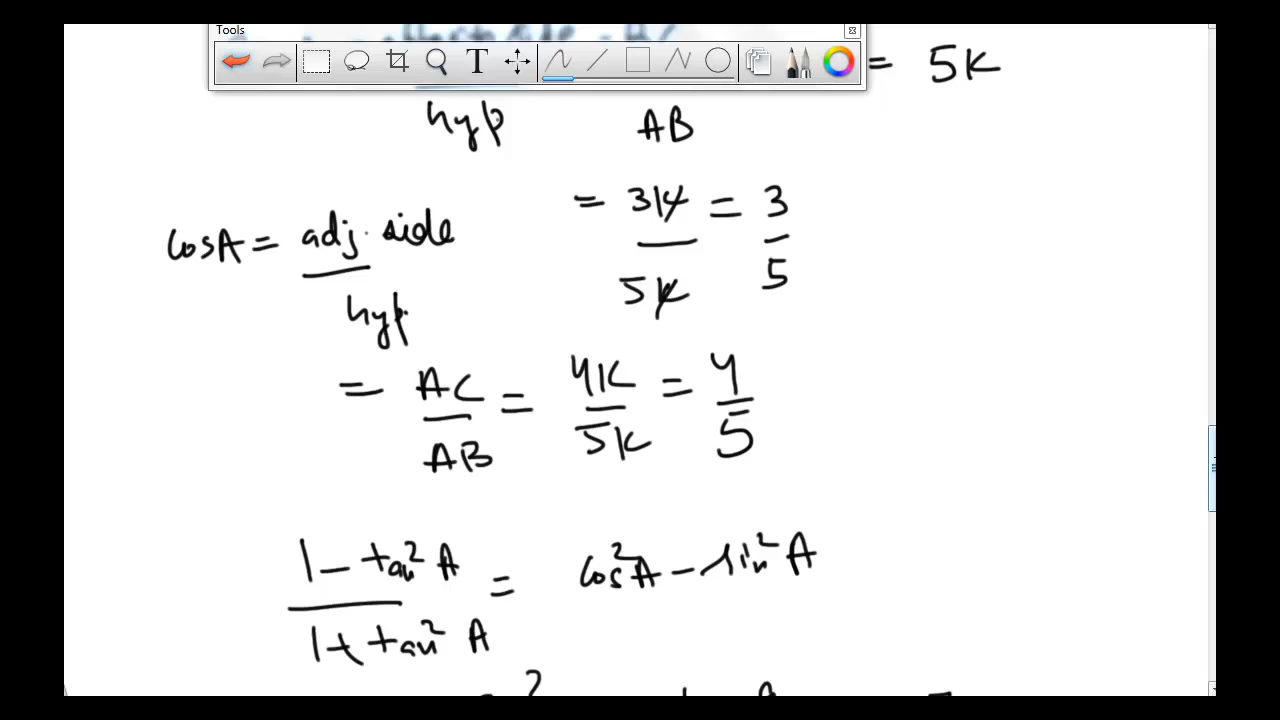 Tools
= 5K
hyp AB
= 3K/5K = 3/5
cosA = adj. side/hyp
= AC/AB = 4K/5K = 4/5
1 - tan² A/1 + tan² A = cos²A - sin² A